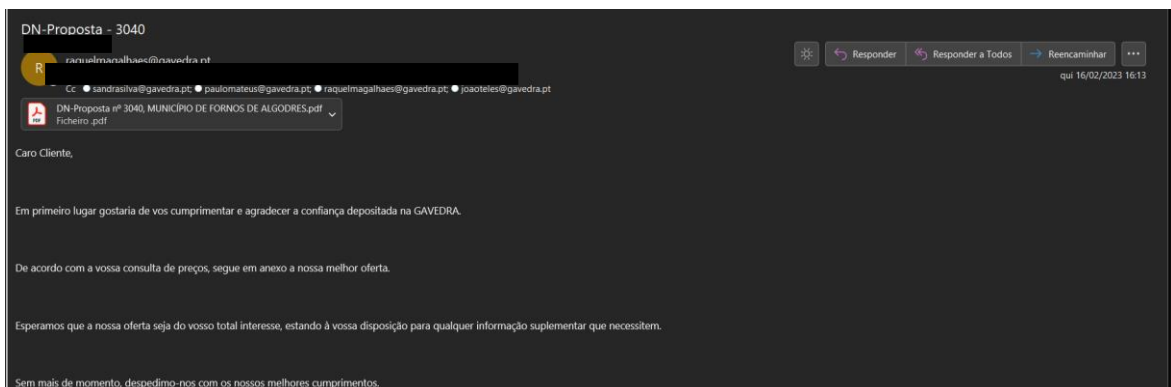 DN-Proposta - 3040
R
raquelmagalhaes@gavedra.pt
Cc sandrasilva@gavedra.pt; paulomateus@gavedra.pt; raquelmagalhaes@gavedra.pt; joaoteles@gavedra.pt
Responder
Responder a Todos
Reencaminhar
qui 16/02/2023 16:13
PDF
DN-Proposta nº 3040, MUNICÍPIO DE FORNOS DE ALGODRES.pdf
Ficheiro .pdf
Caro Cliente,
Em primeiro lugar gostaria de vos cumprimentar e agradecer a confiança depositada na GAVEDRA.
De acordo com a vossa consulta de preços, segue em anexo a nossa melhor oferta.
Esperamos que a nossa oferta seja do vosso total interesse, estando à vossa disposição para qualquer informação suplementar que necessitem.
Sem mais de momento, despedimo-nos com os nossos melhores cumprimentos.